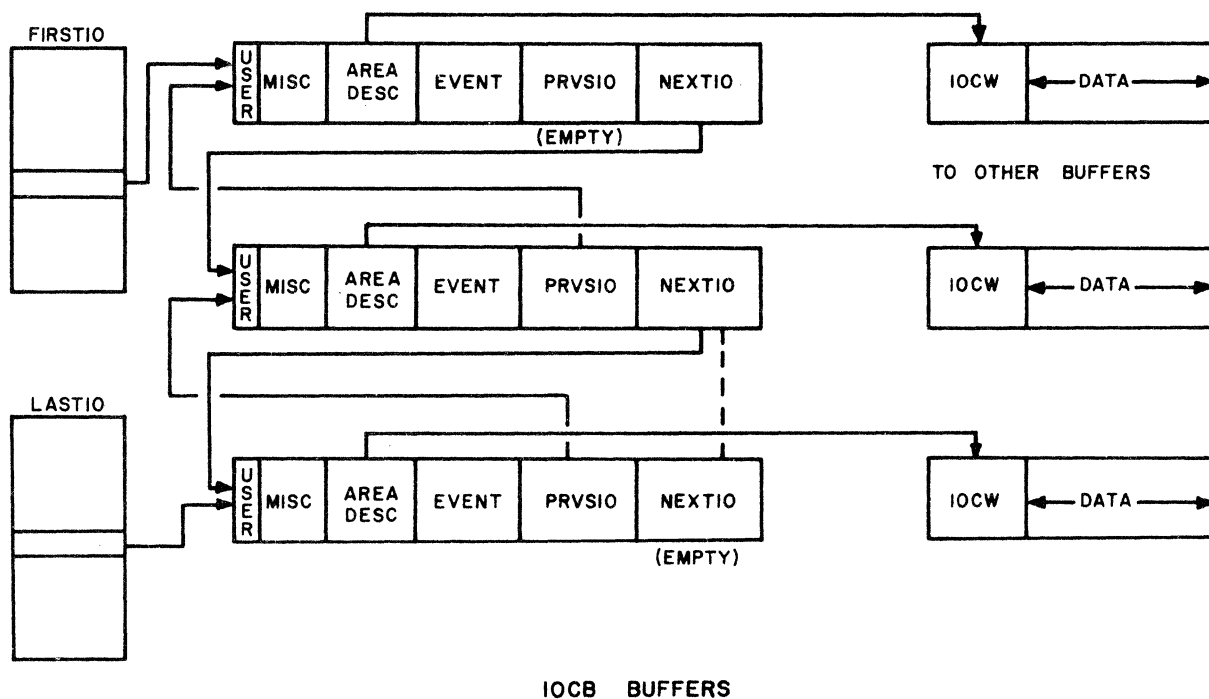 FIRSTIO
USER MISC AREA DESC EVENT PRVSIO NEXTIO IOCW DATA
(EMPTY)
TO OTHER BUFFERS
USER MISC AREA DESC EVENT PRVSIO NEXTIO IOCW DATA
LASTIO
USER MISC AREA DESC EVENT PRVSIO NEXTIO IOCW DATA
(EMPTY)
IOCB BUFFERS